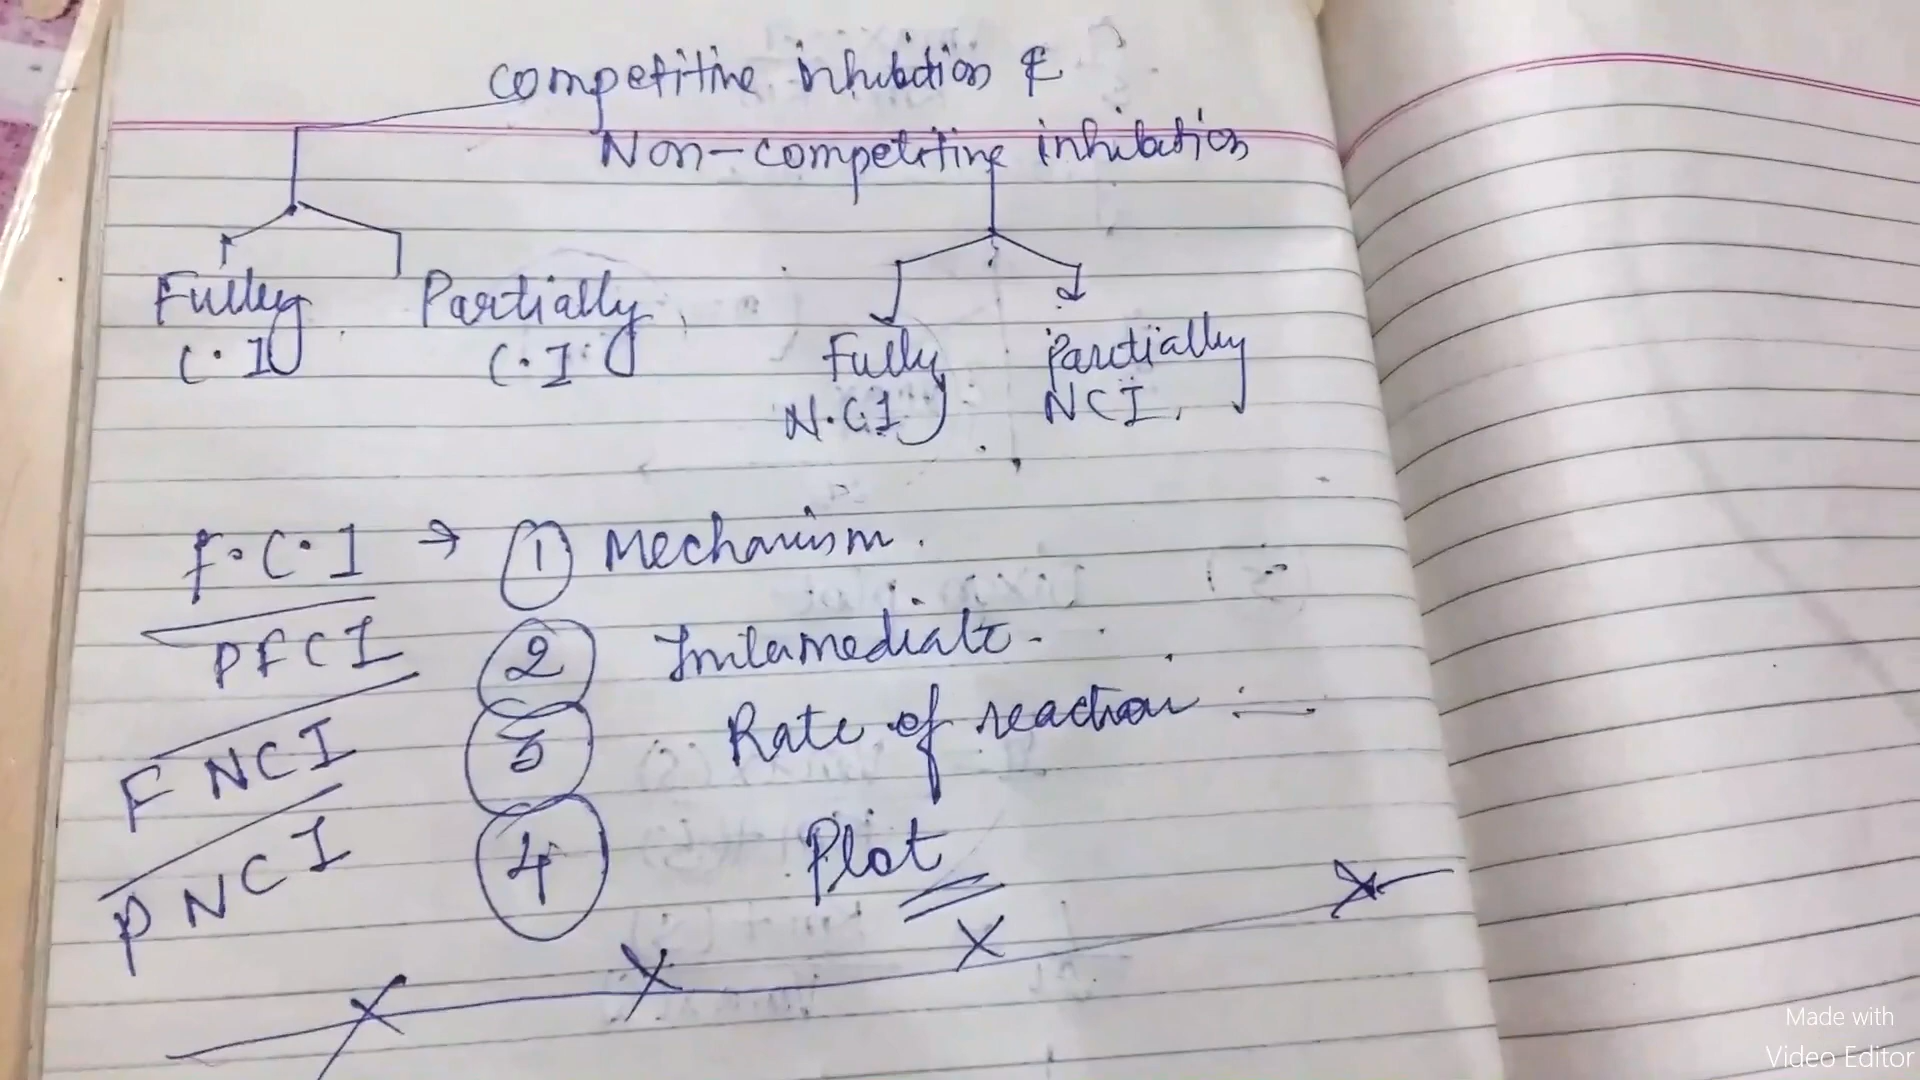 competitive inhibition &
Non-competitive inhibition
Fully
C.I
Partially
C.I
Fully
N.C.I
Partially
NCI.
F.C.I → 1 Mechanism.
PFCI 2 Intermediate.
FNCI 3 Rate of reaction :-
PNCI 4 Plot
Made with
Video Editor